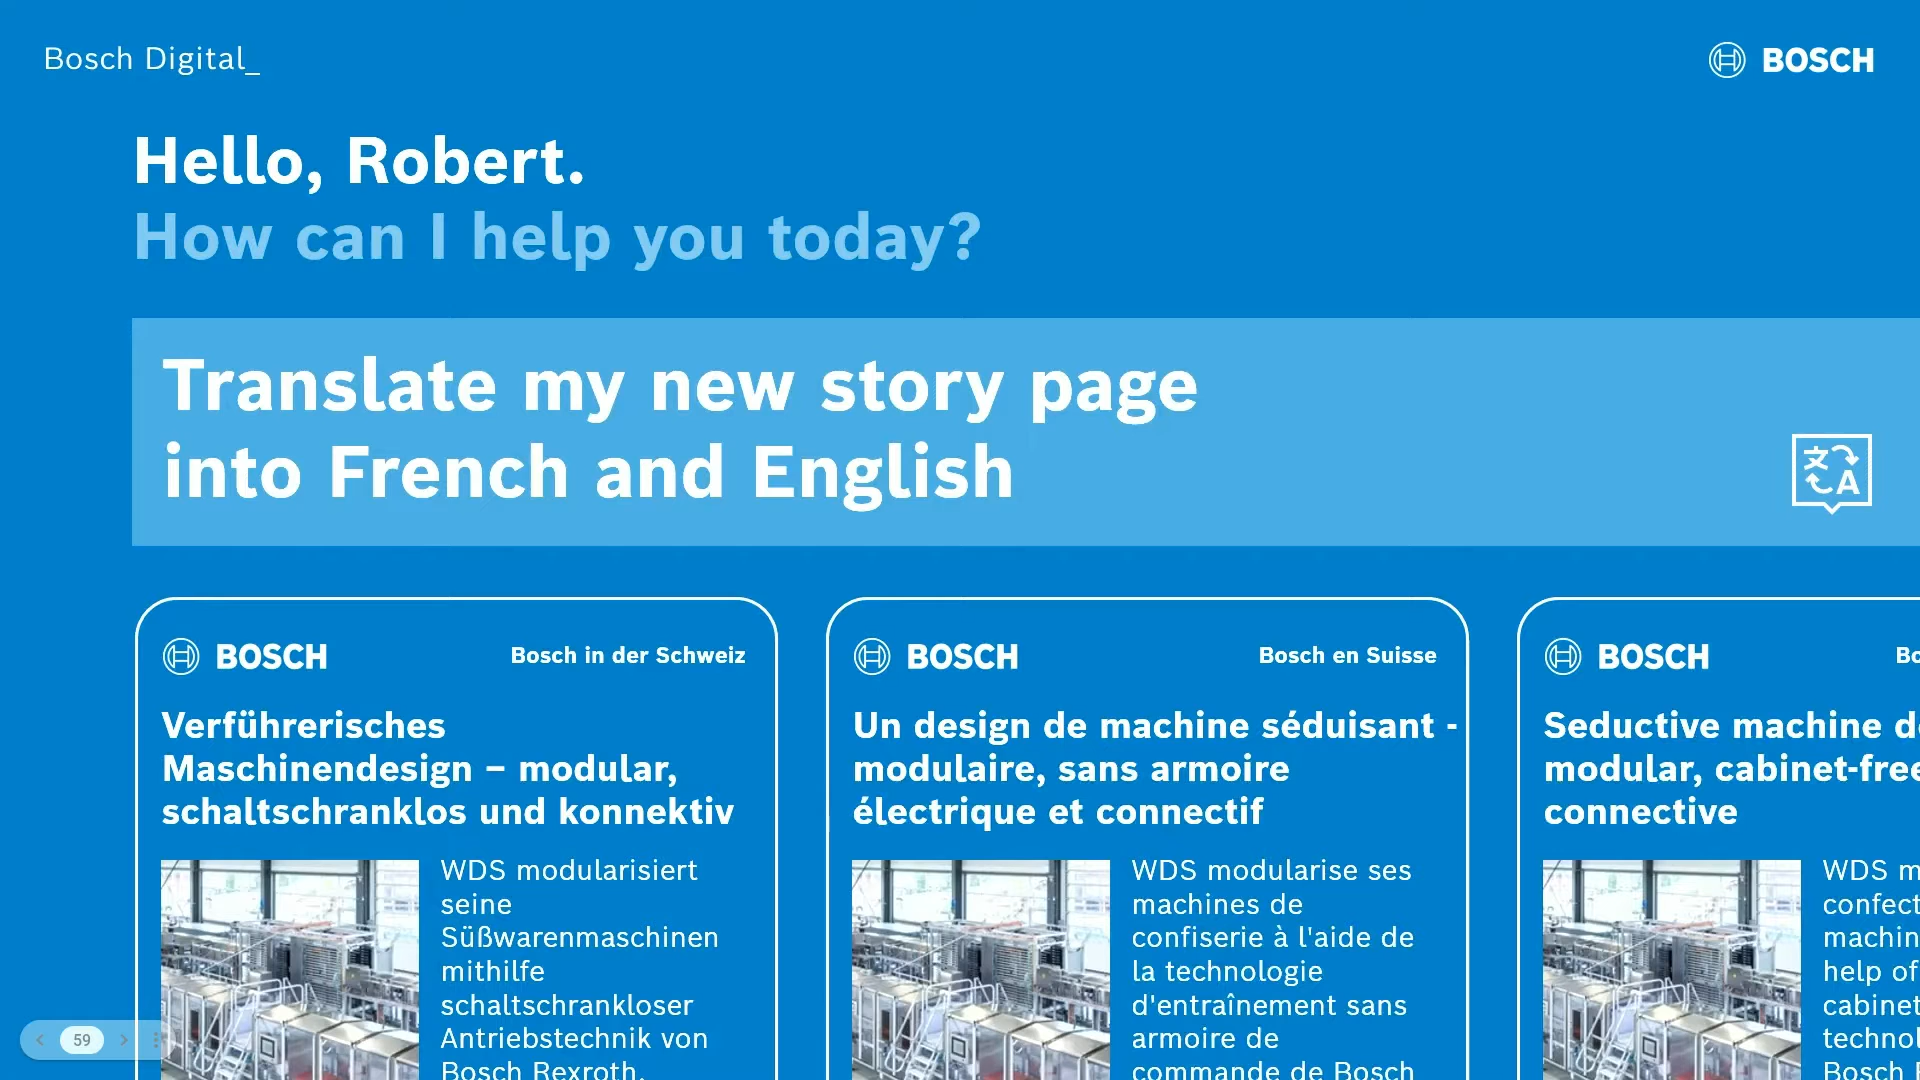 Bosch Digital_
BOSCH
Hello, Robert.
How can I help you today?
Translate my new story page
into French and English
文
A
BOSCH
Bosch in der Schweiz
Verführerisches
Maschinendesign – modular,
schaltschranklos und konnektiv
WDS modularisiert
seine
Süßwarenmaschinen
mithilfe
schaltschrankloser
Antriebstechnik von
Bosch Rexroth.
BOSCH
Bosch en Suisse
Un design de machine séduisant -
modulaire, sans armoire
électrique et connectif
WDS modularise ses
machines de
confiserie à l'aide de
la technologie
d'entraînement sans
armoire de
commande de Bosch
BOSCH
Seductive machine
modular, cabinet-free
connective
WDS
help of
59